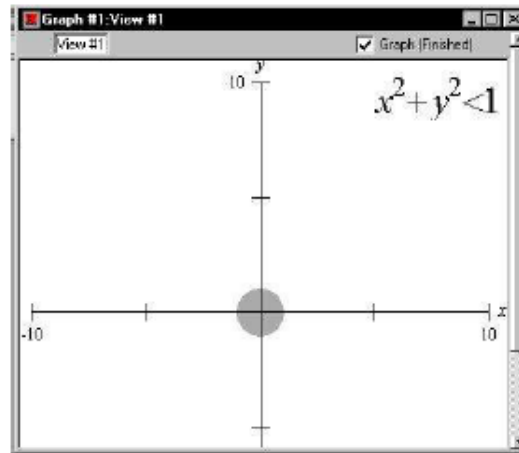 Graph #1:View #1
View #1 Graph (Finished)
y
10
x²+y²<1
x
-10 10